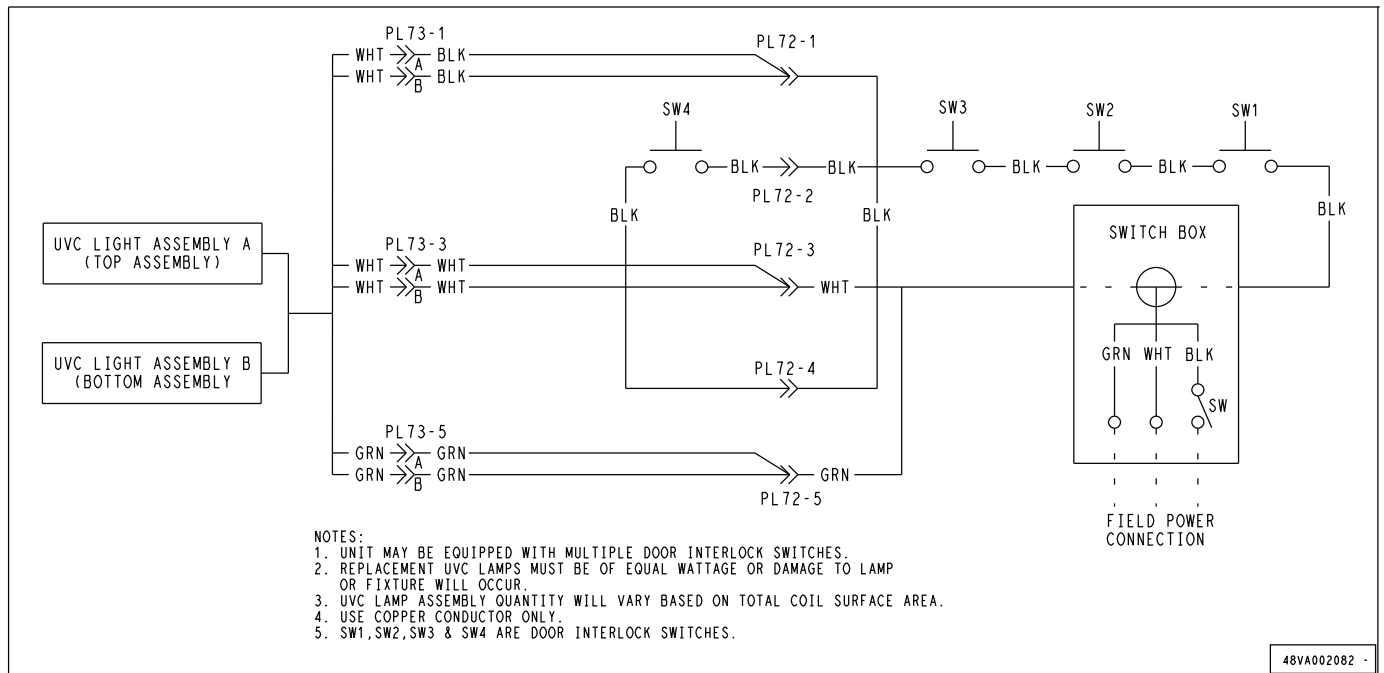 PL73-1
WHT A BLK
WHT B BLK
PL72-1
SW4
SW3
SW2
SW1
BLK
BLK
BLK
BLK
PL72-2
BLK
BLK
BLK
UVC LIGHT ASSEMBLY A
(TOP ASSEMBLY)
PL73-3
WHT A WHT
WHT B WHT
PL72-3
WHT
SWITCH BOX
GRN WHT BLK
SW
UVC LIGHT ASSEMBLY B
(BOTTOM ASSEMBLY
PL72-4
PL73-5
GRN A GRN
GRN B GRN
GRN
PL72-5
FIELD POWER
CONNECTION
NOTES:
1. UNIT MAY BE EQUIPPED WITH MULTIPLE DOOR INTERLOCK SWITCHES.
2. REPLACEMENT UVC LAMPS MUST BE OF EQUAL WATTAGE OR DAMAGE TO LAMP
OR FIXTURE WILL OCCUR.
3. UVC LAMP ASSEMBLY QUANTITY WILL VARY BASED ON TOTAL COIL SURFACE AREA.
4. USE COPPER CONDUCTOR ONLY.
5. SW1,SW2,SW3 & SW4 ARE DOOR INTERLOCK SWITCHES.
48VA002082 -